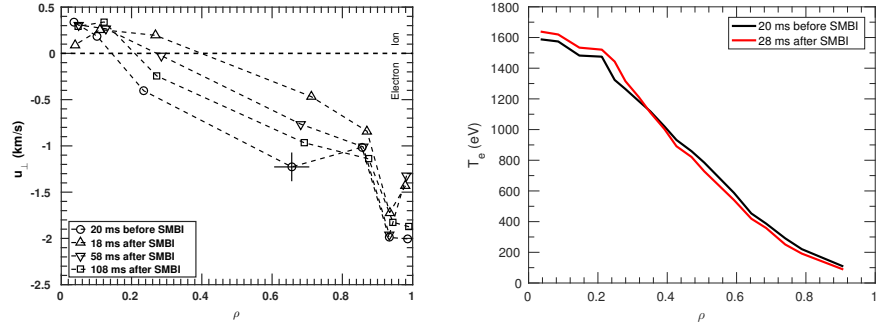 0.5
0
-0.5
-1
-1.5
-2
-2.5
u⊥ (km/s)
Ion
Electron
20 ms before SMBI
18 ms after SMBI
58 ms after SMBI
108 ms after SMBI
0 0.2 0.4 0.6 0.8 1
ρ
1800
1600
1400
1200
1000
800
600
400
200
0
T_e (eV)
20 ms before SMBI
28 ms after SMBI
0 0.2 0.4 0.6 0.8 1
ρ